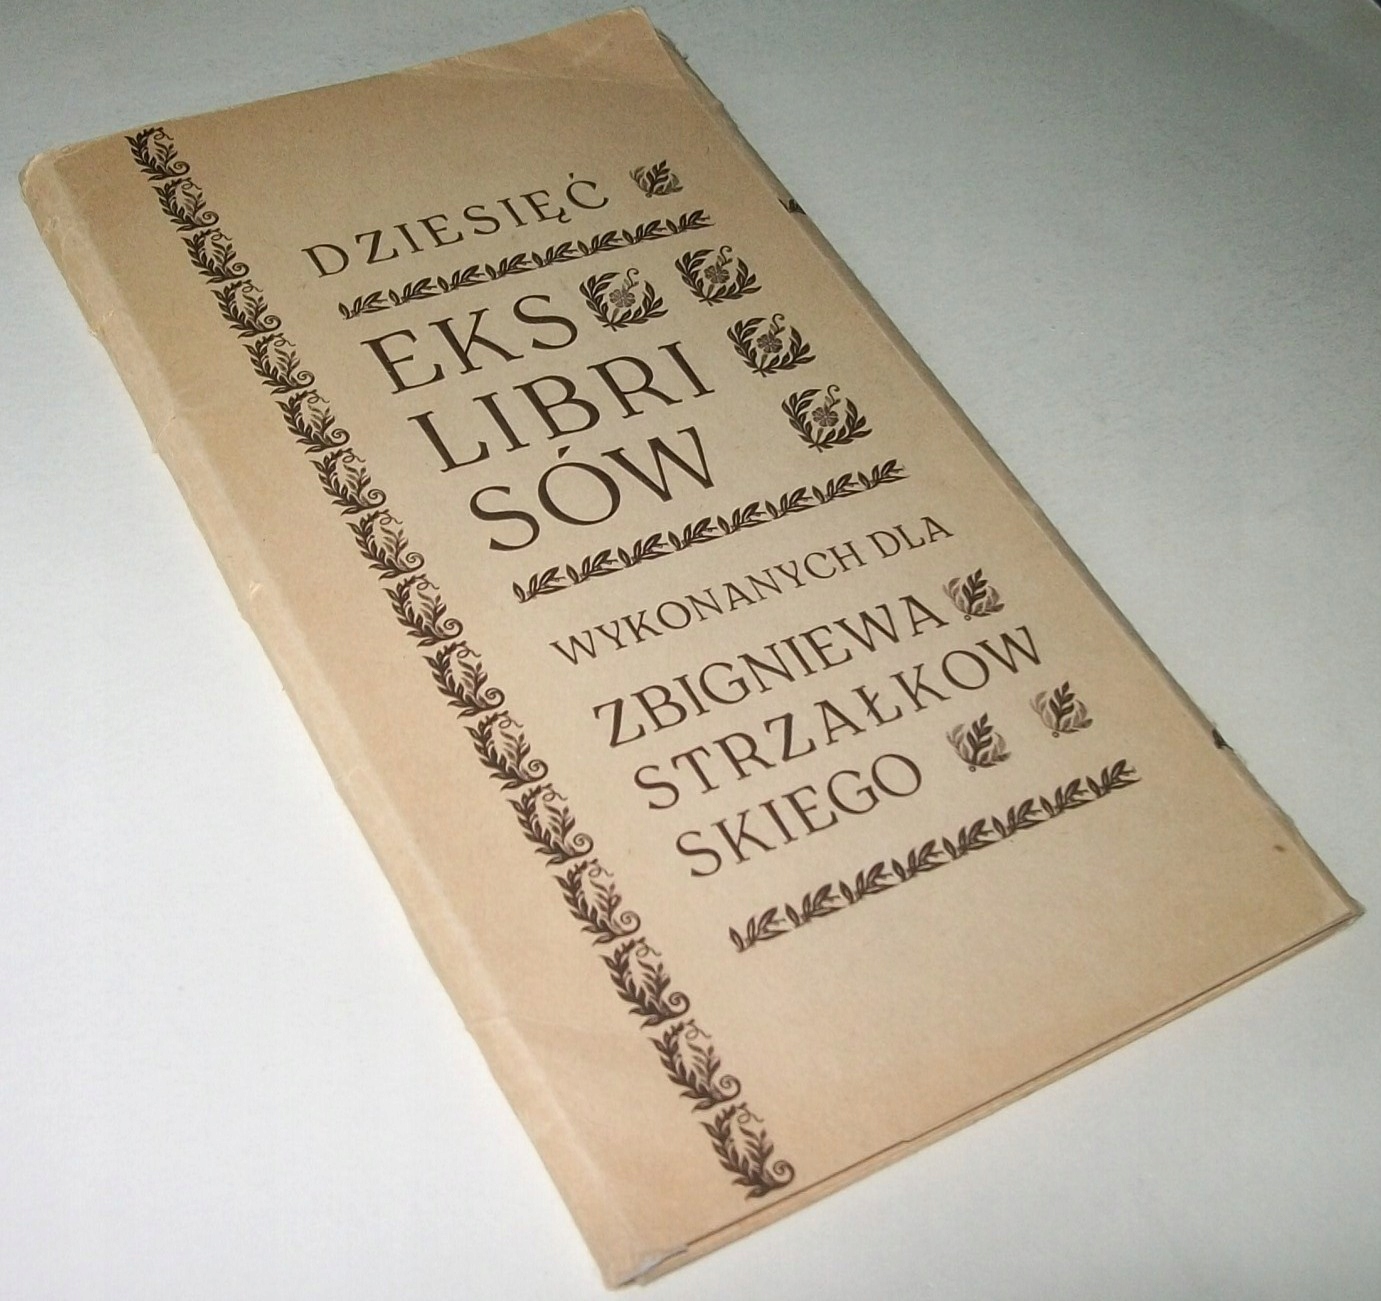 DZIESIĘĆ
EKS
LIBRI
SÓW
WYKONANYCH DLA
ZBIGNIEWA
STRZAŁKOW
SKIEGO